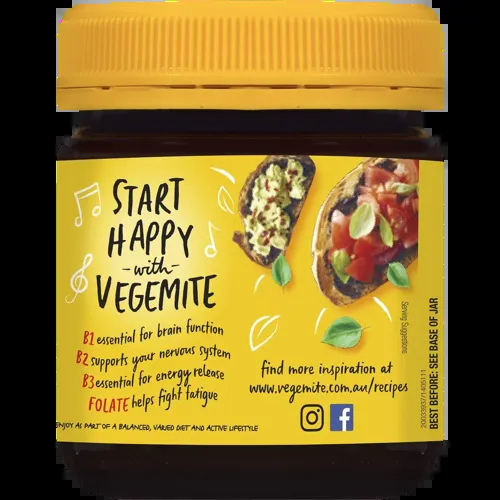 START
HAPPY
-with-
VEGEMITE
B1 essential for brain function
B2 supports your nervous system
B3 essential for energy release
FOLATE helps fight fatigue
ENJOY AS PART OF A BALANCED, VARIED DIET AND ACTIVE LIFESTYLE
find more inspiration at
www.vegemite.com.au/recipes
Serving Suggestions
BEST BEFORE: SEE BASE OF JAR